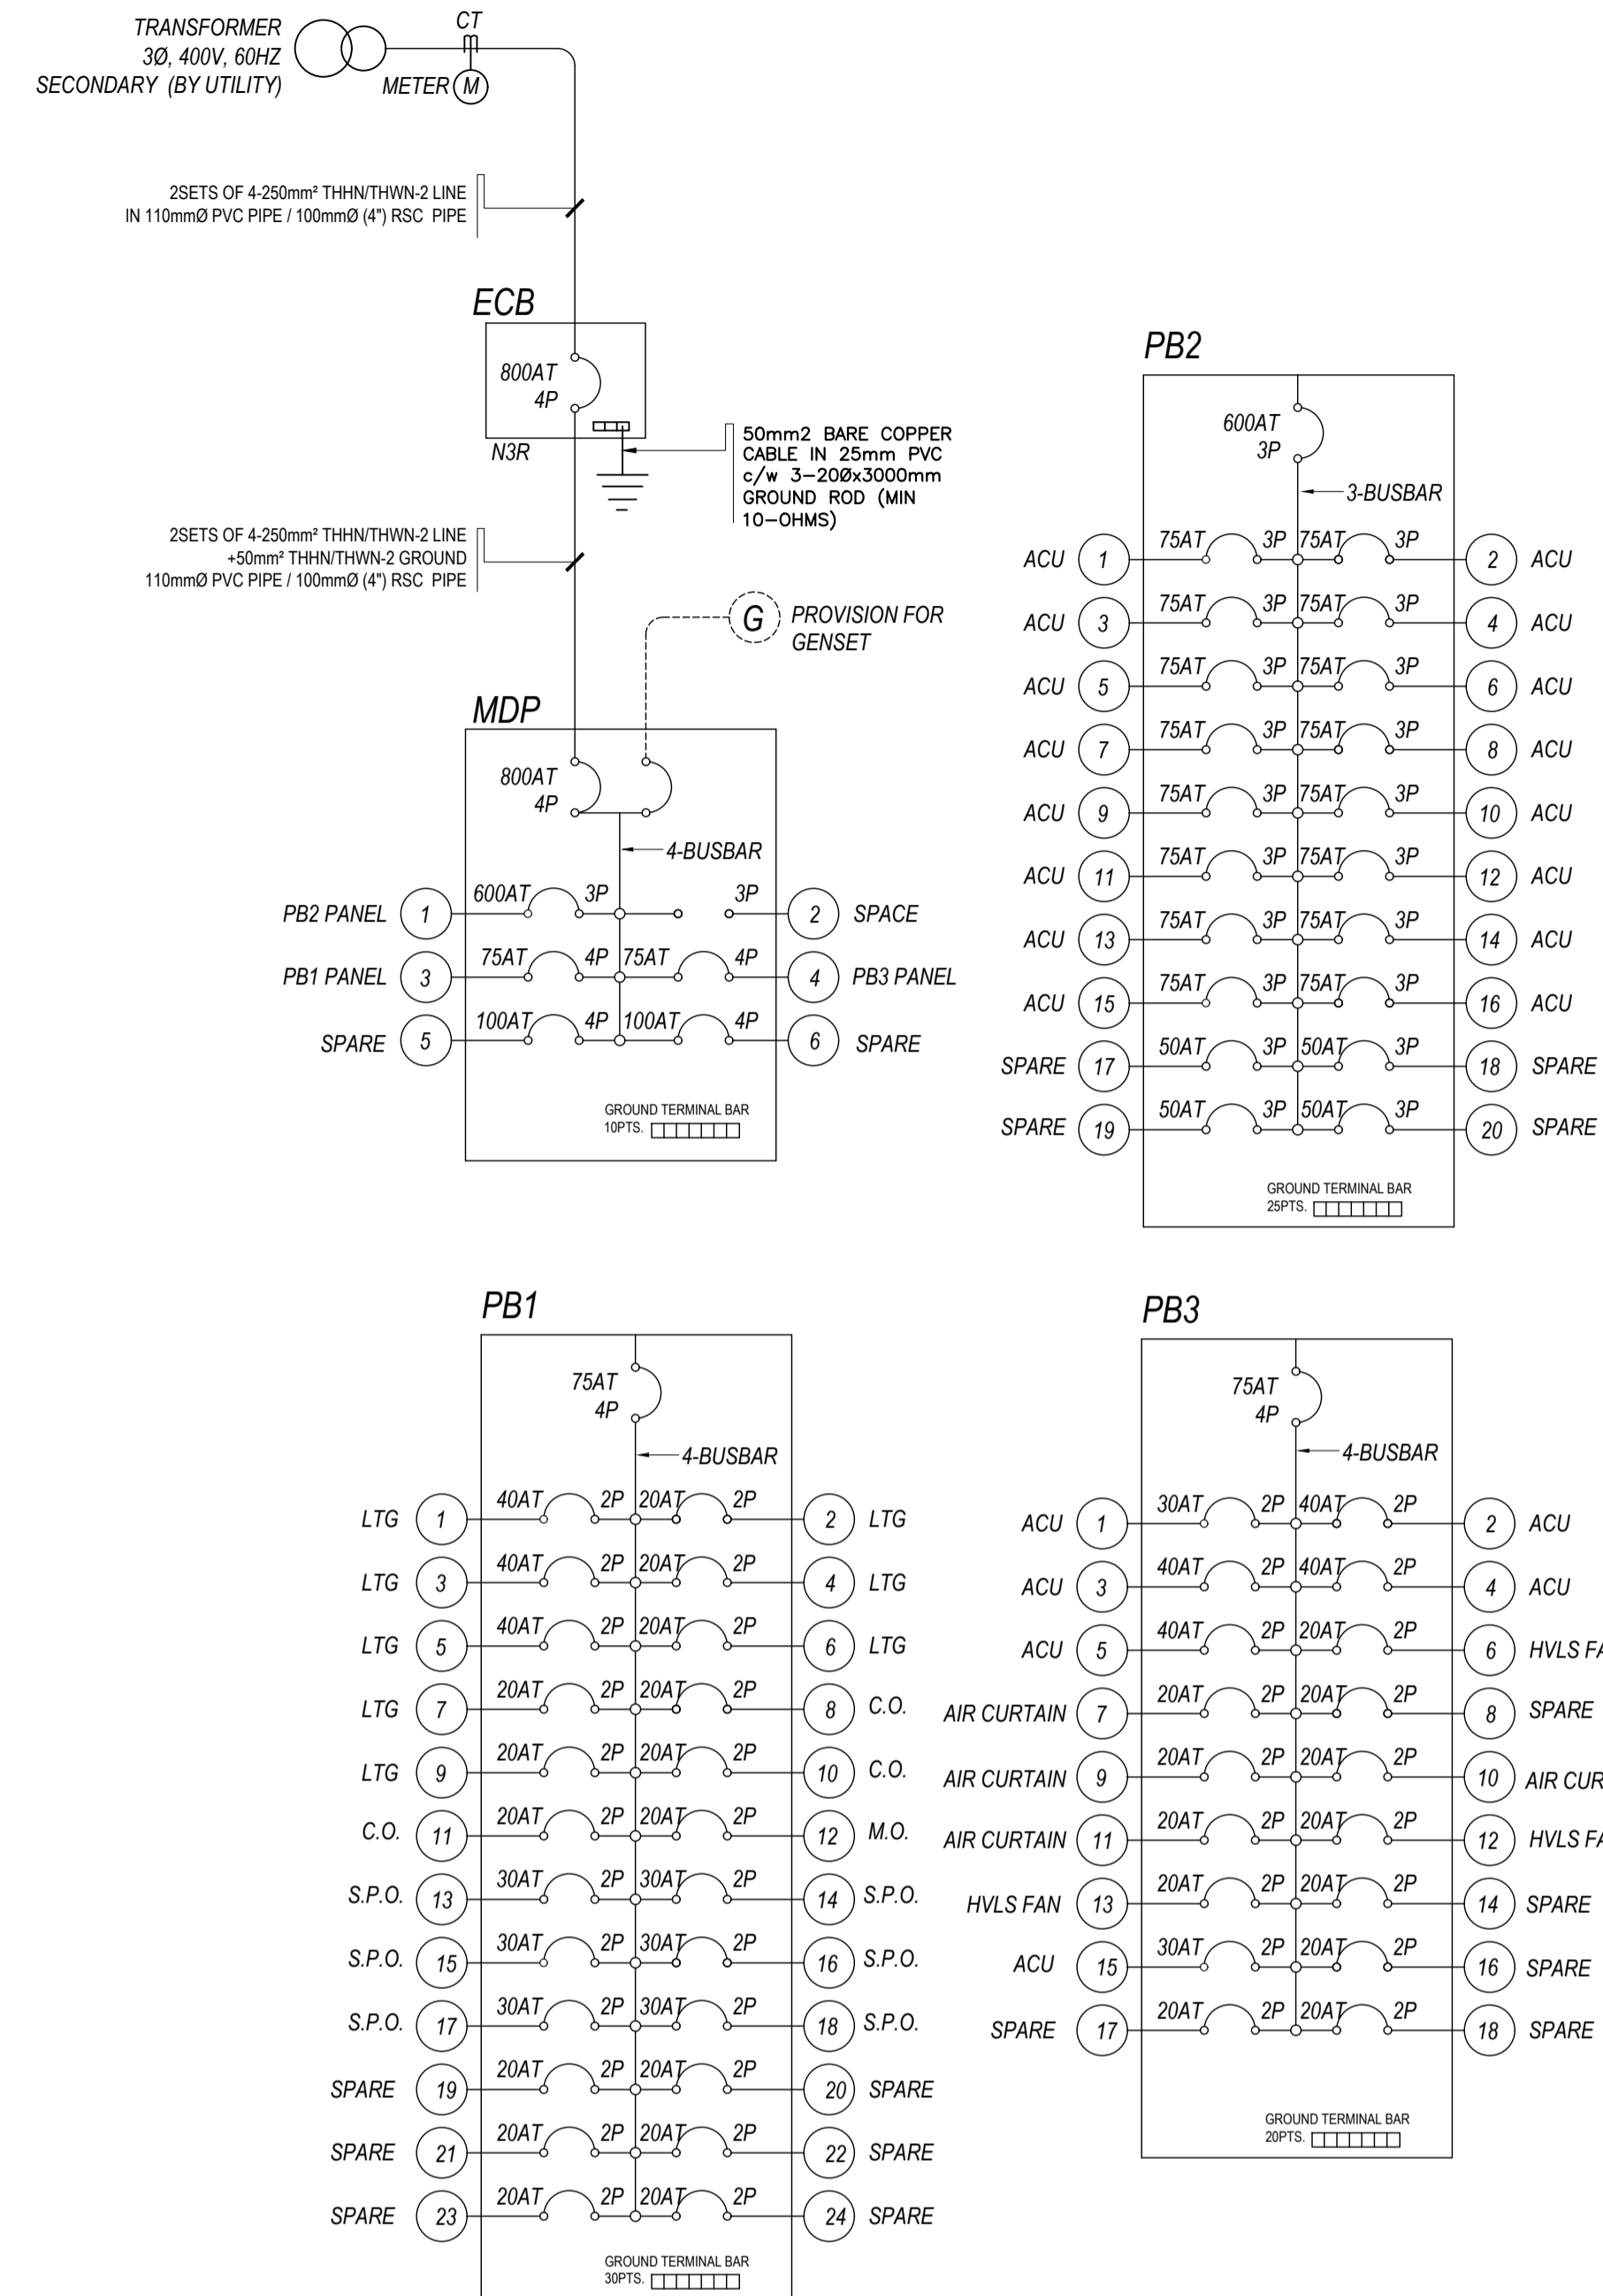 TRANSFORMER
3Ø, 400V, 60HZ
SECONDARY (BY UTILITY)
CT
METER M
2SETS OF 4-250mm² THHN/THWN-2 LINE
IN 110mmØ PVC PIPE / 100mmØ (4") RSC PIPE
ECB
800AT
4P
N3R
50mm2 BARE COPPER
CABLE IN 25mm PVC
c/w 3-20Øx3000mm
GROUND ROD (MIN
10-OHMS)
2SETS OF 4-250mm² THHN/THWN-2 LINE
+50mm² THHN/THWN-2 GROUND
110mmØ PVC PIPE / 100mmØ (4") RSC PIPE
G PROVISION FOR
GENSET
MDP
800AT
4P
4-BUSBAR
PB2 PANEL 1 600AT 3P 3P 2 SPACE
PB1 PANEL 3 75AT 4P 75AT 4P 4 PB3 PANEL
SPARE 5 100AT 4P 100AT 4P 6 SPARE
GROUND TERMINAL BAR
10PTS.
PB2
600AT
3P
3-BUSBAR
ACU 1 75AT 3P 75AT 3P 2 ACU
ACU 3 75AT 3P 75AT 3P 4 ACU
ACU 5 75AT 3P 75AT 3P 6 ACU
ACU 7 75AT 3P 75AT 3P 8 ACU
ACU 9 75AT 3P 75AT 3P 10 ACU
ACU 11 75AT 3P 75AT 3P 12 ACU
ACU 13 75AT 3P 75AT 3P 14 ACU
ACU 15 75AT 3P 75AT 3P 16 ACU
SPARE 17 50AT 3P 50AT 3P 18 SPARE
SPARE 19 50AT 3P 50AT 3P 20 SPARE
GROUND TERMINAL BAR
25PTS.
PB1
75AT
4P
4-BUSBAR
LTG 1 40AT 2P 20AT 2P 2 LTG
LTG 3 40AT 2P 20AT 2P 4 LTG
LTG 5 40AT 2P 20AT 2P 6 LTG
LTG 7 20AT 2P 20AT 2P 8 C.O.
LTG 9 20AT 2P 20AT 2P 10 C.O.
C.O. 11 20AT 2P 20AT 2P 12 M.O.
S.P.O. 13 30AT 2P 30AT 2P 14 S.P.O.
S.P.O. 15 30AT 2P 30AT 2P 16 S.P.O.
S.P.O. 17 30AT 2P 30AT 2P 18 S.P.O.
SPARE 19 20AT 2P 20AT 2P 20 SPARE
SPARE 21 20AT 2P 20AT 2P 22 SPARE
SPARE 23 20AT 2P 20AT 2P 24 SPARE
GROUND TERMINAL BAR
30PTS.
PB3
75AT
4P
4-BUSBAR
ACU 1 30AT 2P 40AT 2P 2 ACU
ACU 3 40AT 2P 40AT 2P 4 ACU
ACU 5 40AT 2P 20AT 2P 6 HVLS
AIR CURTAIN 7 20AT 2P 20AT 2P 8 SPARE
AIR CURTAIN 9 20AT 2P 20AT 2P 10 AIR
AIR CURTAIN 11 20AT 2P 20AT 2P 12 HVLS
HVLS FAN 13 20AT 2P 20AT 2P 14 SPARE
ACU 15 30AT 2P 20AT 2P 16 SPARE
SPARE 17 20AT 2P 20AT 2P 18 SPARE
GROUND TERMINAL BAR
20PTS.